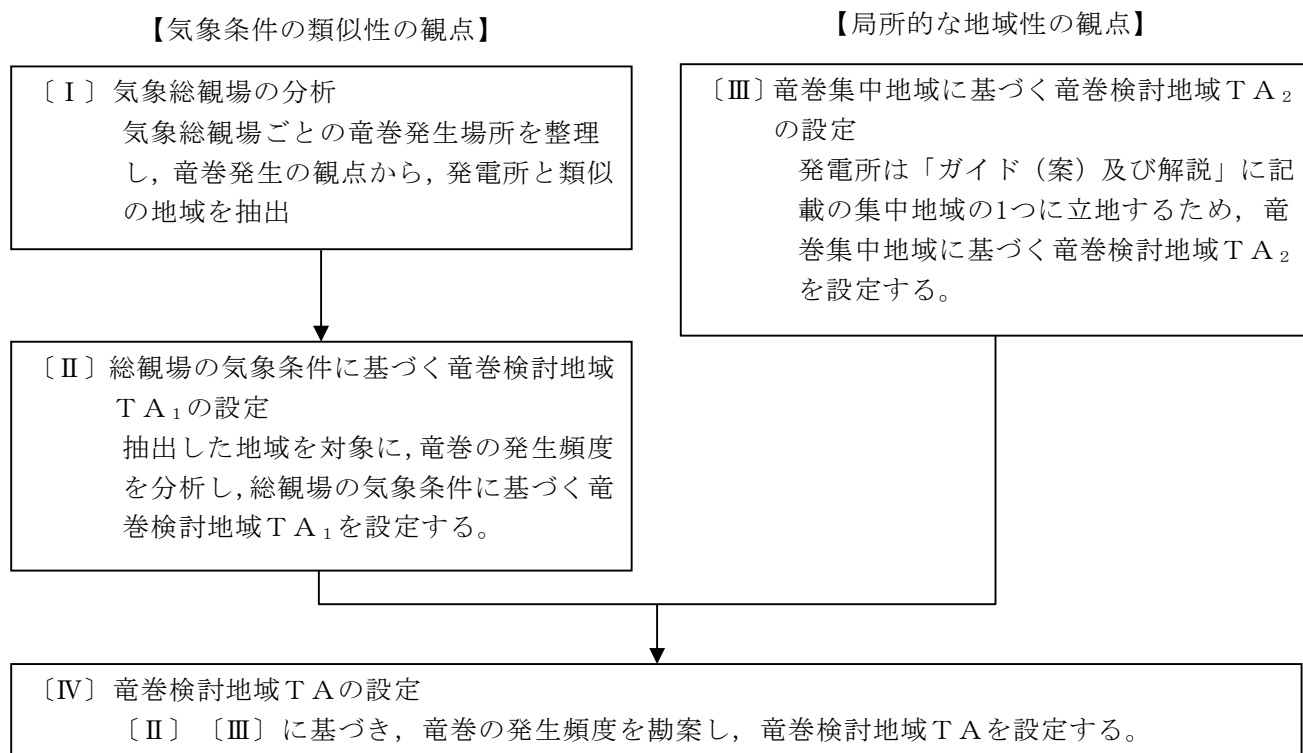 【気象条件の類似性の観点】
〔Ⅰ〕気象総観場の分析
気象総観場ごとの竜巻発生場所を整理
し，竜巻発生の観点から，発電所と類似
の地域を抽出
〔Ⅱ〕総観場の気象条件に基づく竜巻検討地域
ＴＡ₁の設定
抽出した地域を対象に，竜巻の発生頻度
を分析し，総観場の気象条件に基づく竜
巻検討地域ＴＡ₁を設定する。
【局所的な地域性の観点】
〔Ⅲ〕竜巻集中地域に基づく竜巻検討地域ＴＡ₂
の設定
発電所は「ガイド（案）及び解説」に記
載の集中地域の1つに立地するため，竜
巻集中地域に基づく竜巻検討地域ＴＡ₂
を設定する。
〔Ⅳ〕竜巻検討地域ＴＡの設定
〔Ⅱ〕〔Ⅲ〕に基づき，竜巻の発生頻度を勘案し，竜巻検討地域ＴＡを設定する。